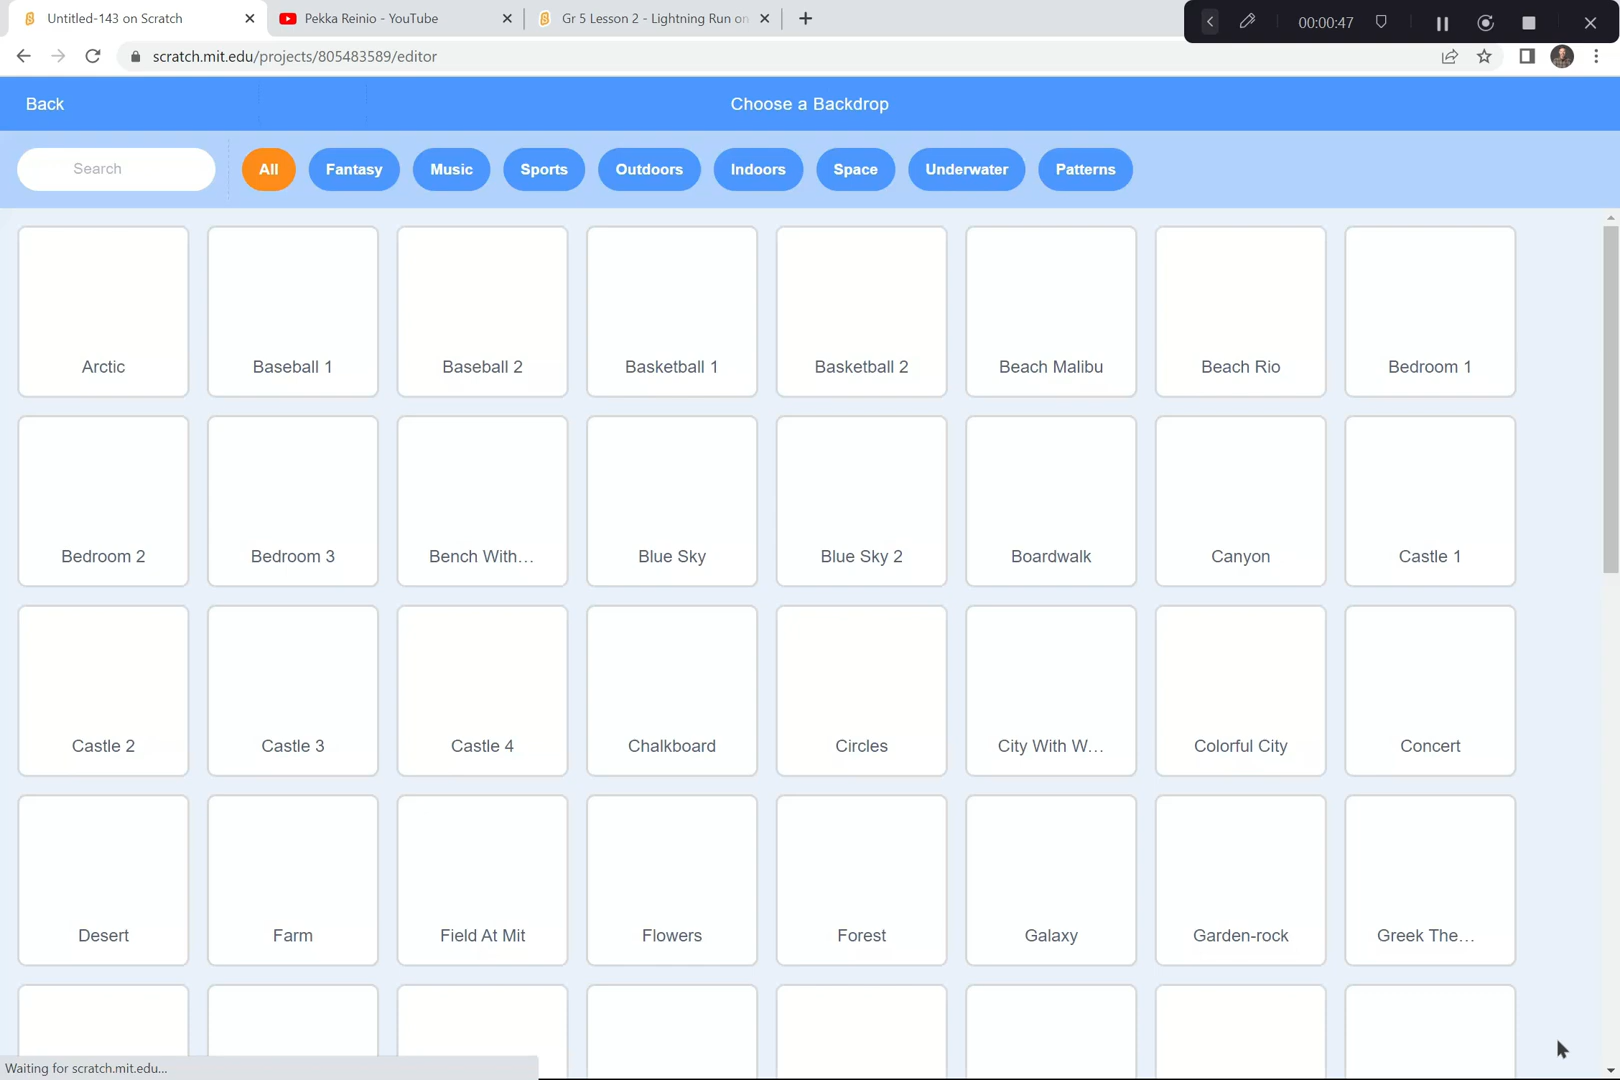 Untitled-143 on Scratch
Pekka Reinio - YouTube
Gr 5 Lesson 2 - Lightning Run on
00:00:47
scratch.mit.edu/projects/805483589/editor
Back
Choose a Backdrop
Search
All
Fantasy
Music
Sports
Outdoors
Indoors
Space
Underwater
Patterns
Arctic
Baseball 1
Baseball 2
Basketball 1
Basketball 2
Beach Malibu
Beach Rio
Bedroom 1
Bedroom 2
Bedroom 3
Bench With...
Blue Sky
Blue Sky 2
Boardwalk
Canyon
Castle 1
Castle 2
Castle 3
Castle 4
Chalkboard
Circles
City With W...
Colorful City
Concert
Desert
Farm
Field At Mit
Flowers
Forest
Galaxy
Garden-rock
Greek The...
Waiting for scratch.mit.edu...